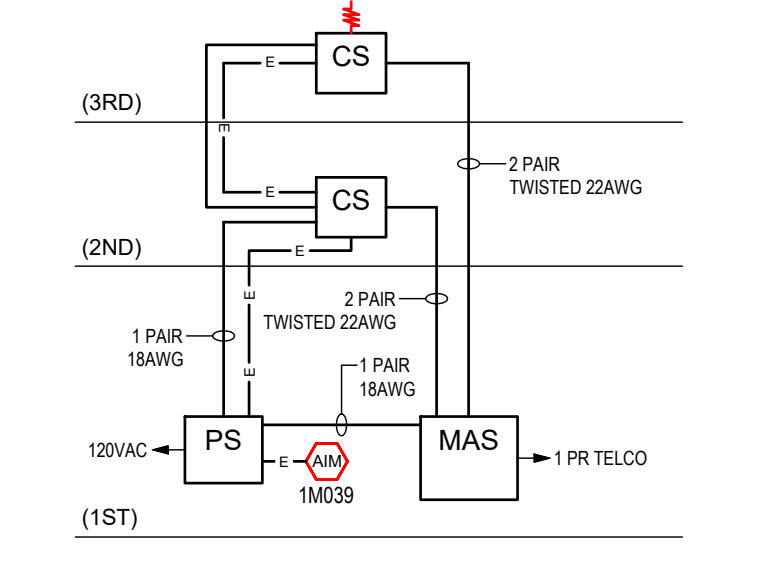 CS
E
(3RD)
E
2 PAIR
TWISTED 22AWG
E
CS
(2ND)
E
E
2 PAIR
TWISTED 22AWG
1 PAIR
18AWG
1 PAIR
18AWG
E
120VAC
PS
E
AIM
1M039
MAS
1 PR TELCO
(1ST)